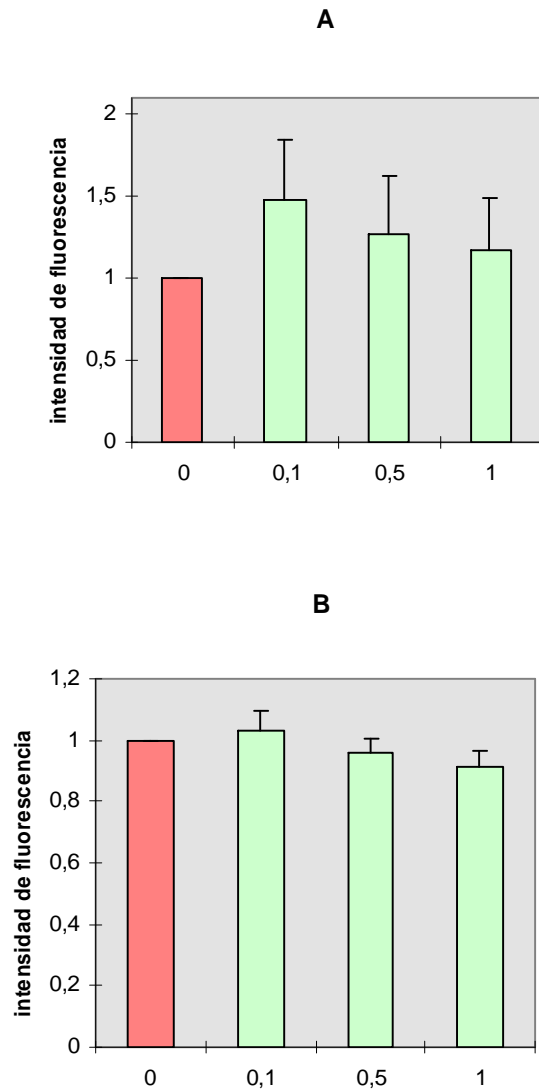 A
intensidad de fluorescencia
2
1,5
1
0,5
0
0 0,1 0,5 1
B
intensidad de fluorescencia
1,2
1
0,8
0,6
0,4
0,2
0
0 0,1 0,5 1